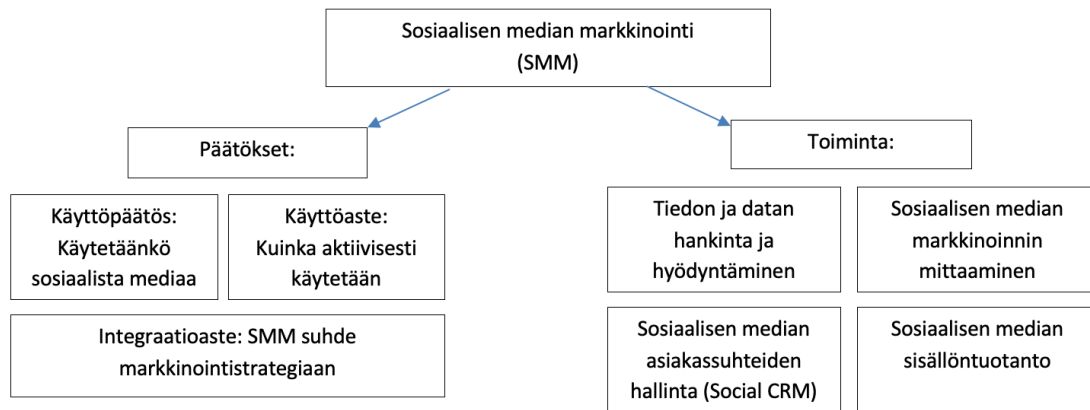 Sosiaalisen median markkinointi
(SMM)
Päätökset:
Toiminta:
Käyttöpäätös:
Käytetäänkö
sosiaalista mediaa
Käyttöaste:
Kuinka aktiivisesti
käytetään
Integraatioaste: SMM suhde
markkinointistrategiaan
Tiedon ja datan
hankinta ja
hyödyntäminen
Sosiaalisen median
markkinoinnin
mittaaminen
Sosiaalisen median
asiakassuhteiden
hallinta (Social CRM)
Sosiaalisen median
sisällöntuotanto